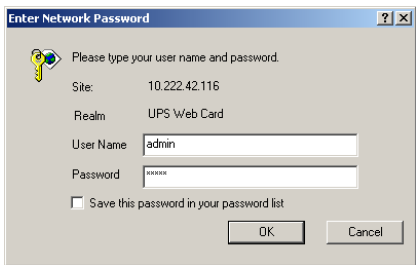 Enter Network Password
Please type your user name and password.
Site: 10.222.42.116
Realm UPS Web Card
User Name admin
Password *****
Save this password in your password list
OK Cancel